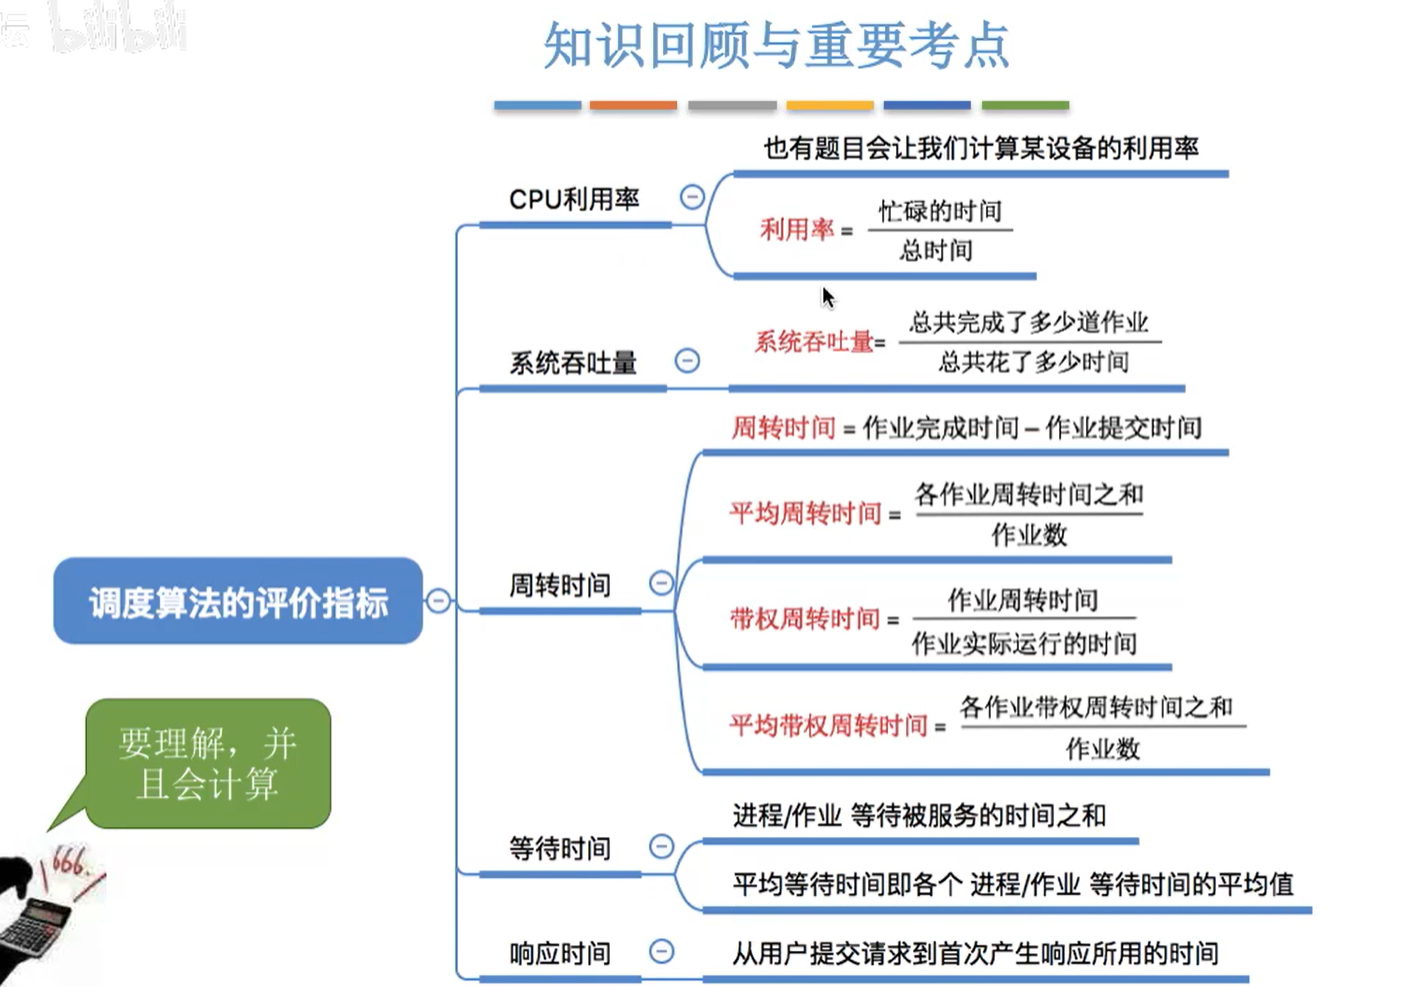 坛 bilibili
知识回顾与重要考点
也有题目会让我们计算某设备的利用率
CPU利用率
利用率 = 忙碌的时间
总时间
系统吞吐量
系统吞吐量= 总共完成了多少道作业
总共花了多少时间
周转时间 = 作业完成时间 – 作业提交时间
平均周转时间 = 各作业周转时间之和
作业数
周转时间
带权周转时间 = 作业周转时间
作业实际运行的时间
平均带权周转时间 = 各作业带权周转时间之和
作业数
调度算法的评价指标
要理解，并
且会计算
666.
等待时间
进程/作业 等待被服务的时间之和
平均等待时间即各个 进程/作业 等待时间的平均值
响应时间
从用户提交请求到首次产生响应所用的时间